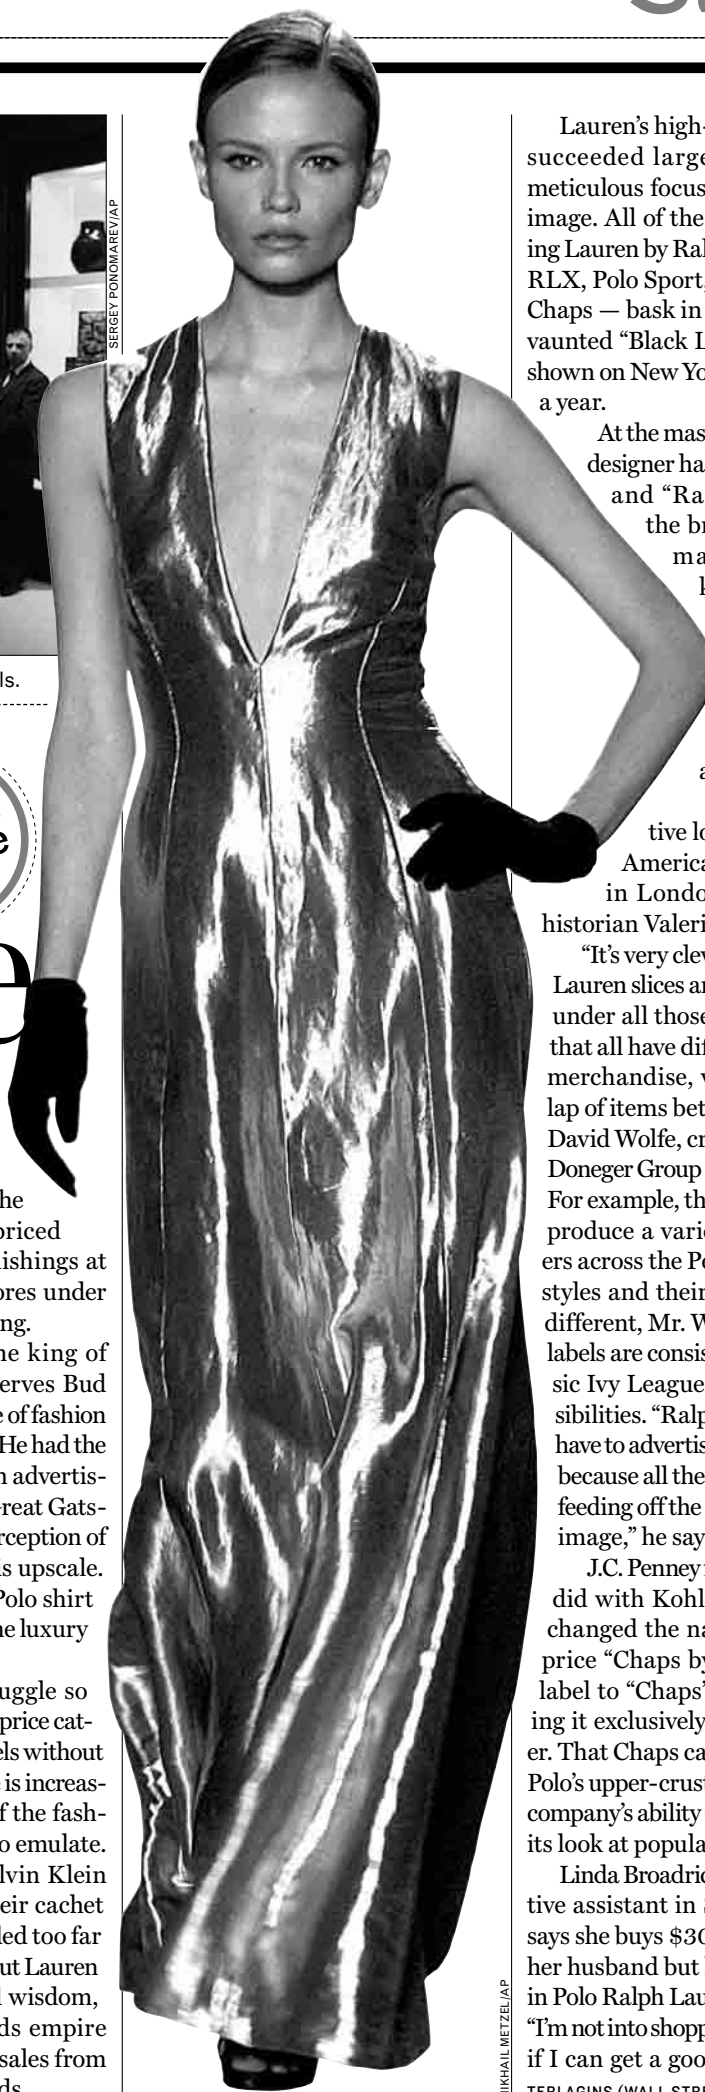 SERGEY PONOMAREV/AP
ls.
e
e
he
priced
ishings at
ores under
ng.
he king of
erves Bud
e of fashion
He had the
n advertis-
reat Gats-
rception of
is upscale.
Polo shirt
he luxury
uggle so
price cat-
els without
e is increas-
f the fash-
o emulate.
lvin Klein
eir cachet
led too far
ut Lauren
l wisdom,
ds empire
sales from
ds.
Lauren's high-
succeeded large
meticulous focus
image. All of the
ing Lauren by Ral
RLX, Polo Sport,
Chaps — bask in
vaunted “Black L
shown on New Yo
a year.
At the mas
designer ha
and “Ra
the br
ma
k
a
tive lo
America
in Londo
historian Valeri
“It's very clev
Lauren slices an
under all those
that all have dif
merchandise, v
lap of items bet
David Wolfe, cr
Doneger Group
For example, th
produce a vari
ers across the Po
styles and their
different, Mr. W
labels are consis
sic Ivy League
sibilities. “Ralp
have to advertis
because all the
feeding off the
image,” he say
J.C. Penney
did with Kohl
changed the na
price “Chaps by
label to “Chaps”
ing it exclusively
er. That Chaps ca
Polo's upper-crust
company's ability
its look at popula
Linda Broadric
tive assistant in
says she buys $30
her husband but
in Polo Ralph Lau
“I'm not into shopp
if I can get a goo
IKHAIL METZEL/AP
TERI AGINS (WALL STRE